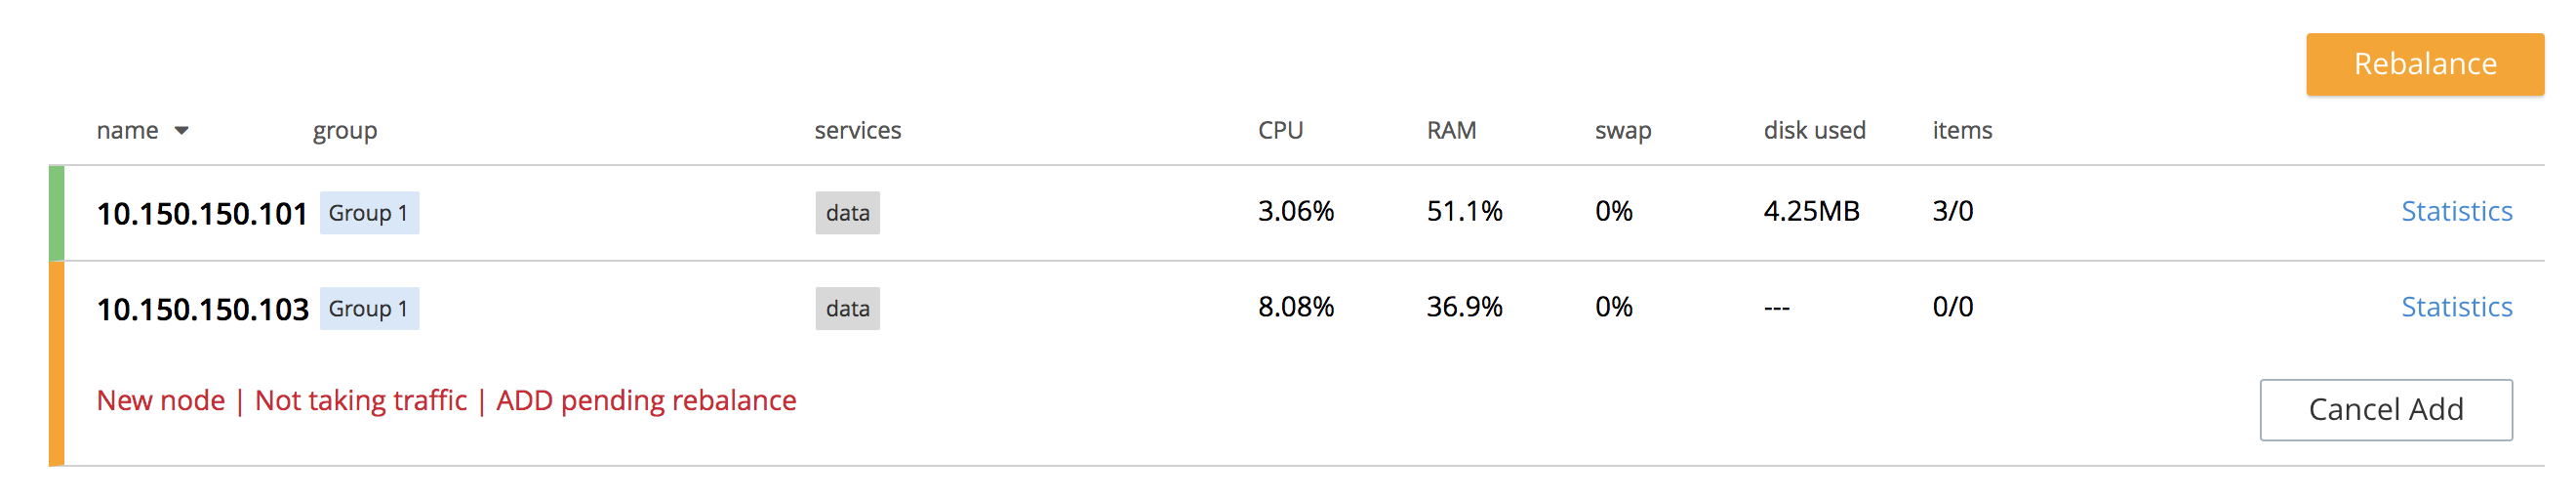 Rebalance
name group services CPU RAM swap disk used items
10.150.150.101 Group 1 data 3.06% 51.1% 0% 4.25MB 3/0 Statistics
10.150.150.103 Group 1 data 8.08% 36.9% 0% --- 0/0 Statistics
New node | Not taking traffic | ADD pending rebalance Cancel Add